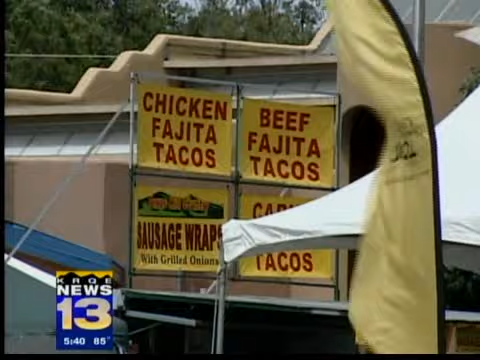 CHICKEN
FAJITA
TACOS
BEEF
FAJITA
TACOS
SAUSAGE WRAPS
With Grilled Onions
TACOS
KRQE
NEWS
13
5:40 85°